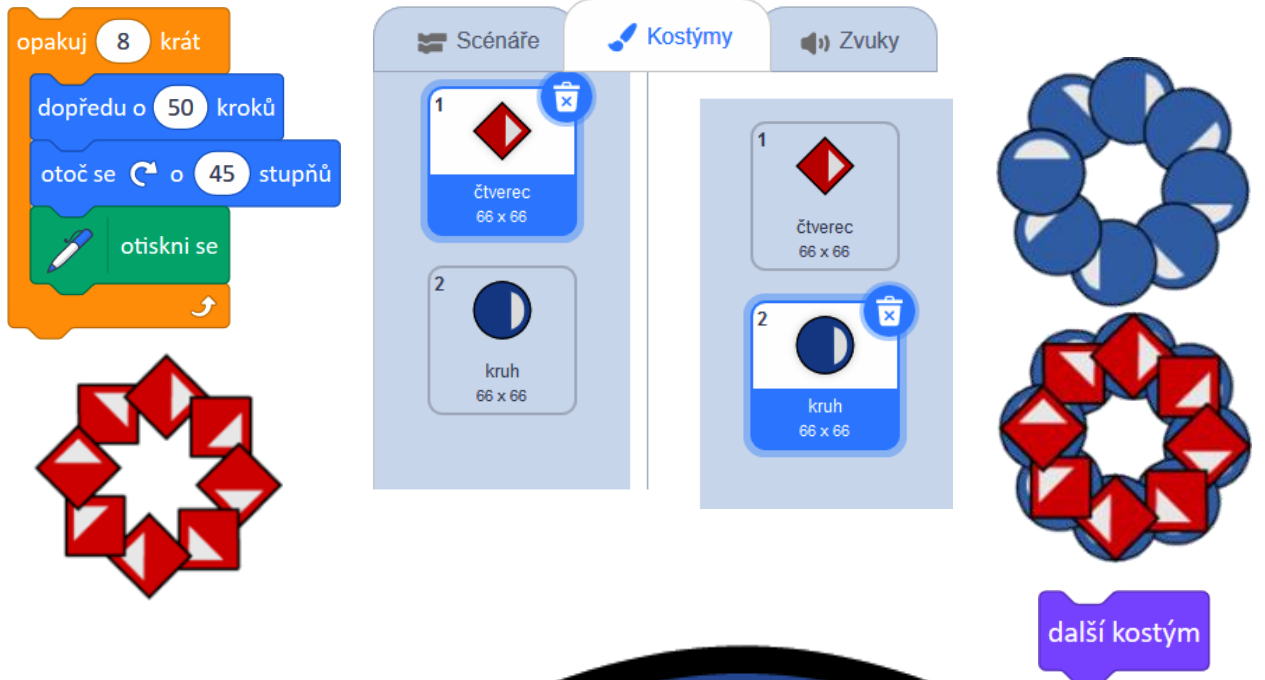 opakuj 8 krát
dopředu o 50 kroků
otoč se o 45 stupňů
otiskni se
Scénáře
Kostýmy
Zvuky
1
čtverec
66 x 66
2
kruh
66 x 66
1
čtverec
66 x 66
2
kruh
66 x 66
další kostým